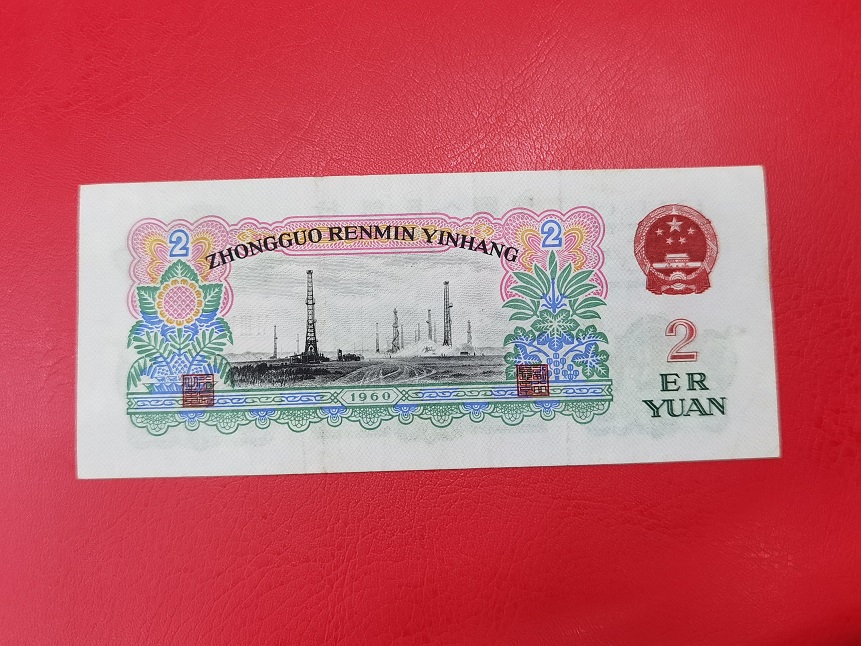 2
ZHONGGUO RENMIN YINHANG
2
1960
2
ER
YUAN